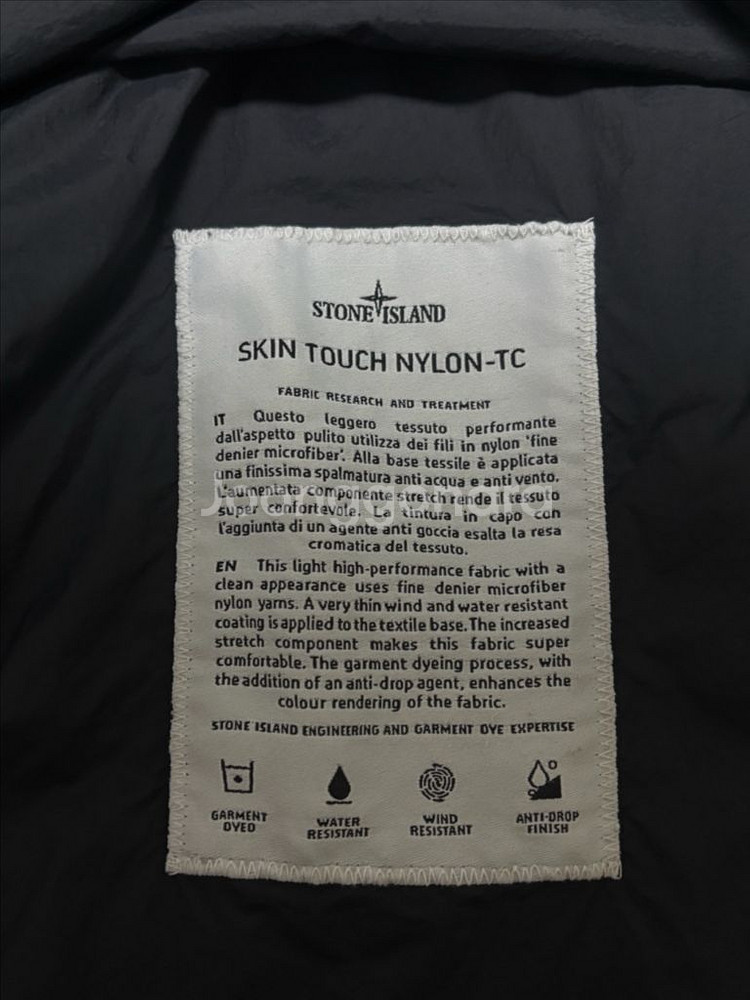 STONE ISLAND
SKIN TOUCH NYLON-TC
FABRIC RESEARCH AND TREATMENT
IT Questo leggero tessuto performante
dall'aspetto pulito utilizza dei fili in nylon 'fine
denier microfiber'. Alla base tessile è applicata
una finissima spalmatura anti acqua e anti vento.
L'aumentata componente stretch rende il tessuto
super confortevole. La tintura in capo con
l'aggiunta di un agente anti goccia esalta la resa
cromatica del tessuto.
EN This light high-performance fabric with a
clean appearance uses fine denier microfiber
nylon yarns. A very thin wind and water resistant
coating is applied to the textile base. The increased
stretch component makes this fabric super
comfortable. The garment dyeing process, with
the addition of an anti-drop agent, enhances the
colour rendering of the fabric.
STONE ISLAND ENGINEERING AND GARMENT DYE EXPERTISE
GARMENT DYED
WATER RESISTANT
WIND RESISTANT
ANTI-DROP FINISH